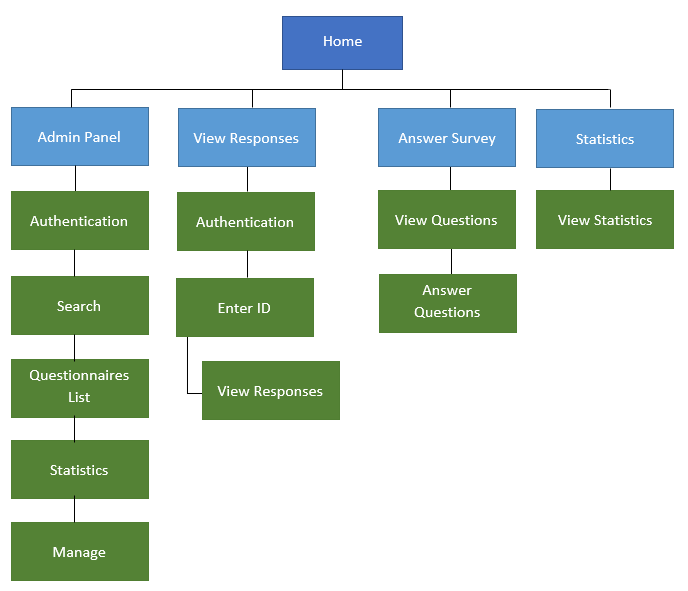 Home
Admin Panel
View Responses
Answer Survey
Statistics
Authentication
Authentication
View Questions
View Statistics
Search
Enter ID
Answer
Questions
Questionnaires
List
View Responses
Statistics
Manage